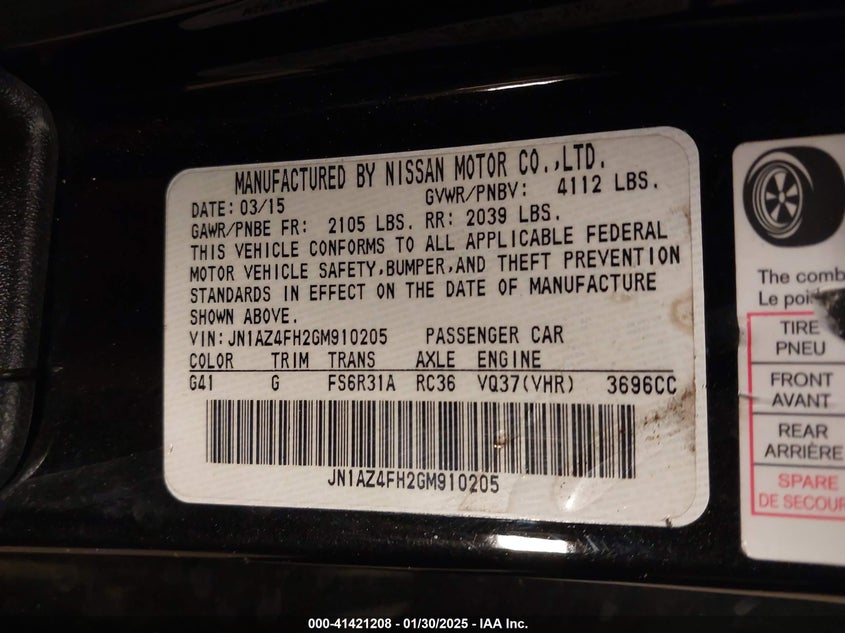 MANUFACTURED BY NISSAN MOTOR CO.,LTD.
DATE: 03/15 GVWR/PNBV: 4112 LBS.
GAWR/PNBE FR: 2105 LBS. RR: 2039 LBS.
THIS VEHICLE CONFORMS TO ALL APPLICABLE FEDERAL
MOTOR VEHICLE SAFETY,BUMPER,AND THEFT PREVENTION
STANDARDS IN EFFECT ON THE DATE OF MANUFACTURE
SHOWN ABOVE.
VIN:JN1AZ4FH2GM910205 PASSENGER CAR
COLOR TRIM TRANS AXLE ENGINE
G41 G FS6R31A RC36 VQ37(VHR) 3696CC
JN1AZ4FH2GM910205
The comb
Le
TIRE
PNEU
FRONT
AVANT
REAR
ARRIÈRE
SPARE
DE SECOUR
000-41421208 - 01/30/2025 - IAA Inc.